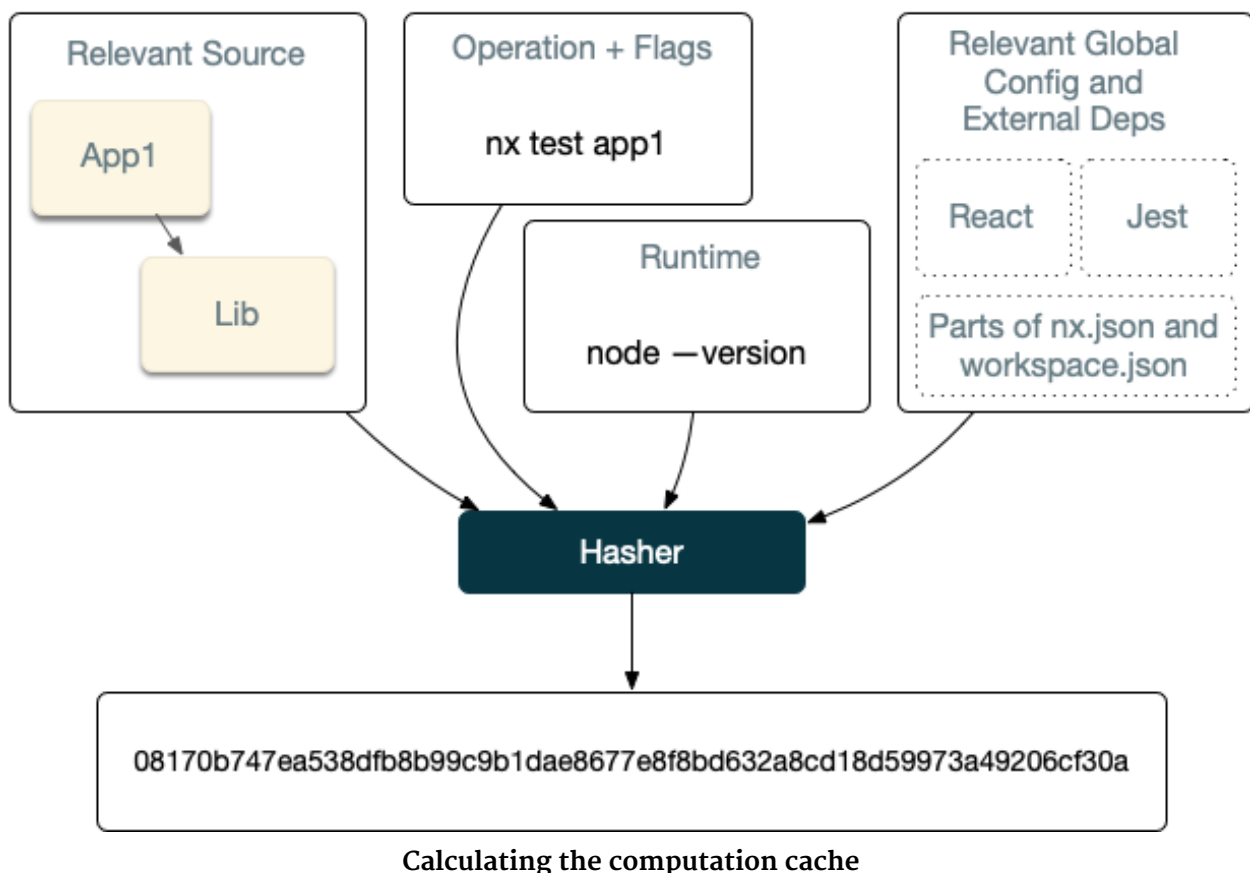 Relevant Source
App1
Lib
Operation + Flags
nx test app1
Runtime
node —version
Relevant Global
Config and
External Deps
React
Jest
Parts of nx.json and
workspace.json
Hasher
08170b747ea538dfb8b99c9b1dae8677e8f8bd632a8cd18d59973a49206cf30a
Calculating the computation cache